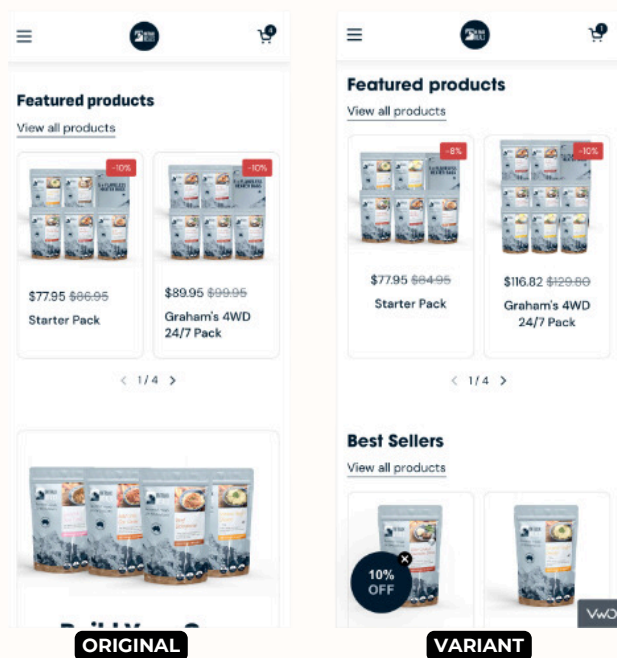 4
Featured products
View all products
-10%
-10%
$77.95 $86.95
Starter Pack
$89.95 $99.95
Graham's 4WD
24/7 Pack
< 1/4 >
ORIGINAL
1
Featured products
View all products
-8%
-10%
$77.95 $84.95
Starter Pack
$116.82 $129.80
Graham's 4WD
24/7 Pack
< 1/4 >
Best Sellers
View all products
10%
OFF
VWO
VARIANT